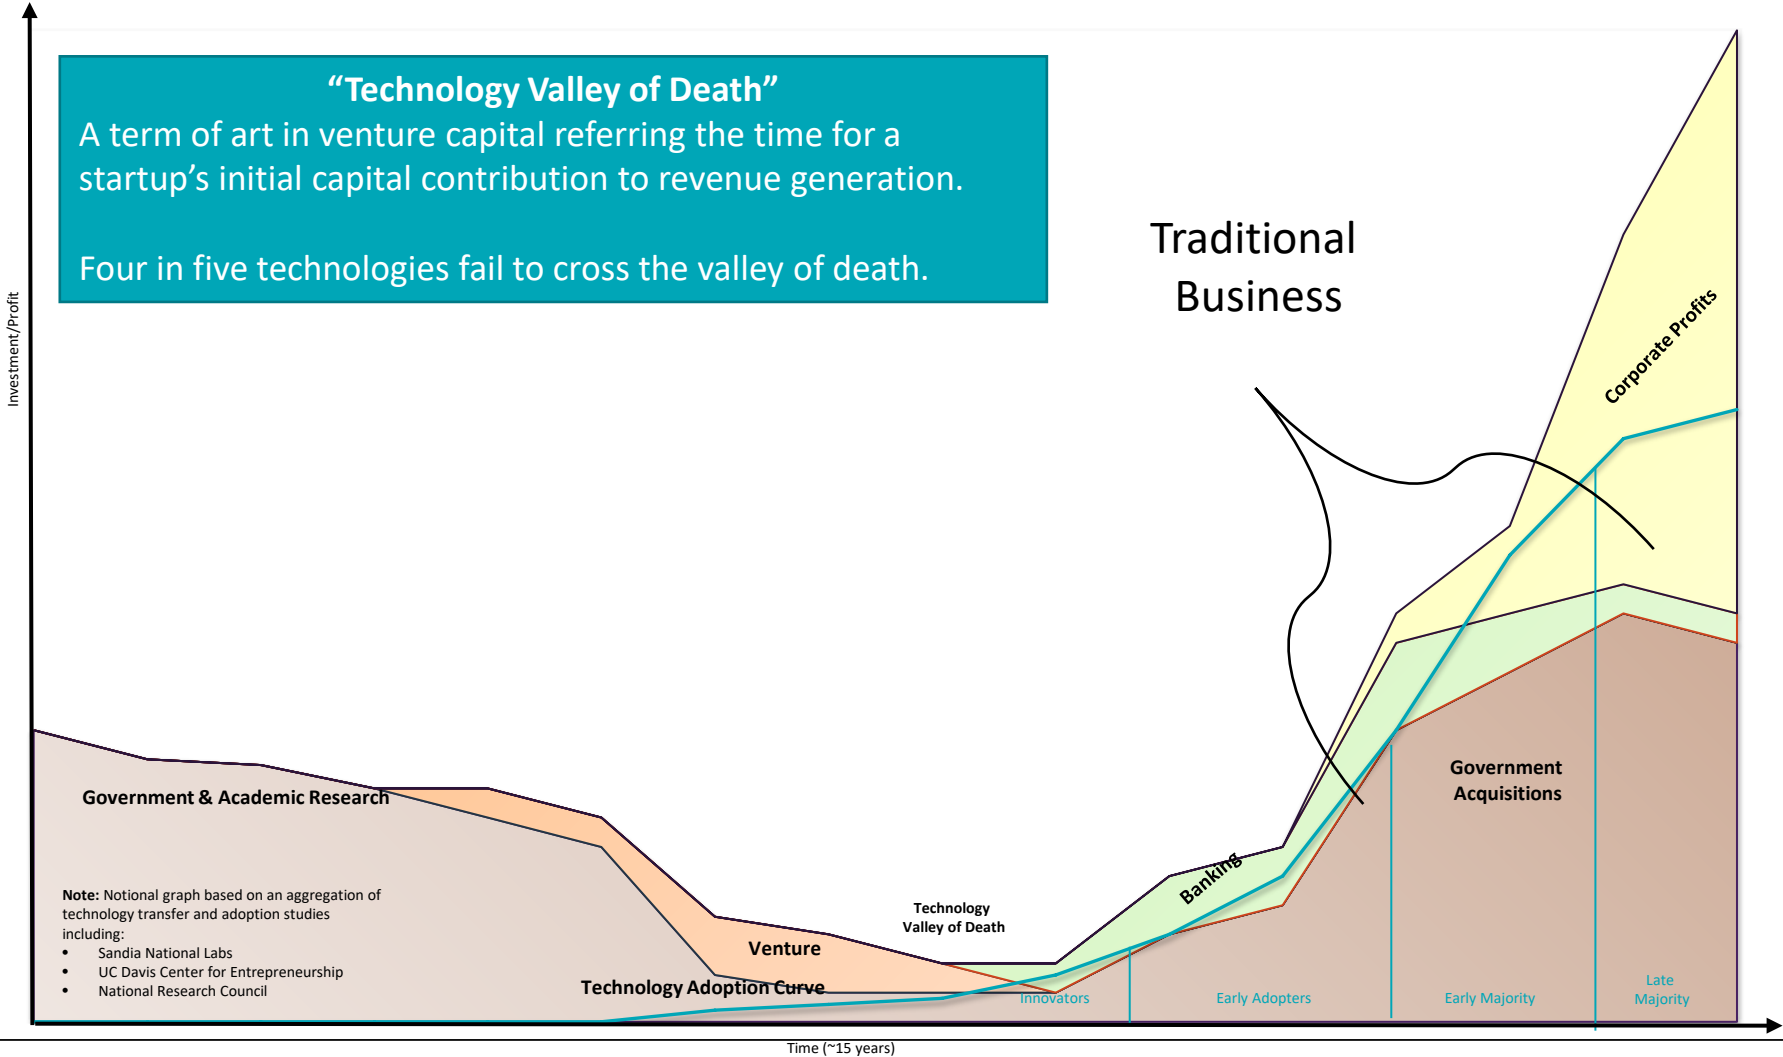 “Technology Valley of Death”
A term of art in venture capital referring the time for a
startup’s initial capital contribution to revenue generation.
Four in five technologies fail to cross the valley of death.
Traditional
Business
Investment/Profit
Corporate Profits
Government & Academic Research
Government
Acquisitions
Banking
Note: Notional graph based on an aggregation of
technology transfer and adoption studies
including:
• Sandia National Labs
• UC Davis Center for Entrepreneurship
• National Research Council
Technology
Valley of Death
Venture
Technology Adoption Curve
Innovators
Early Adopters
Early Majority
Late
Majority
Time (~15 years)